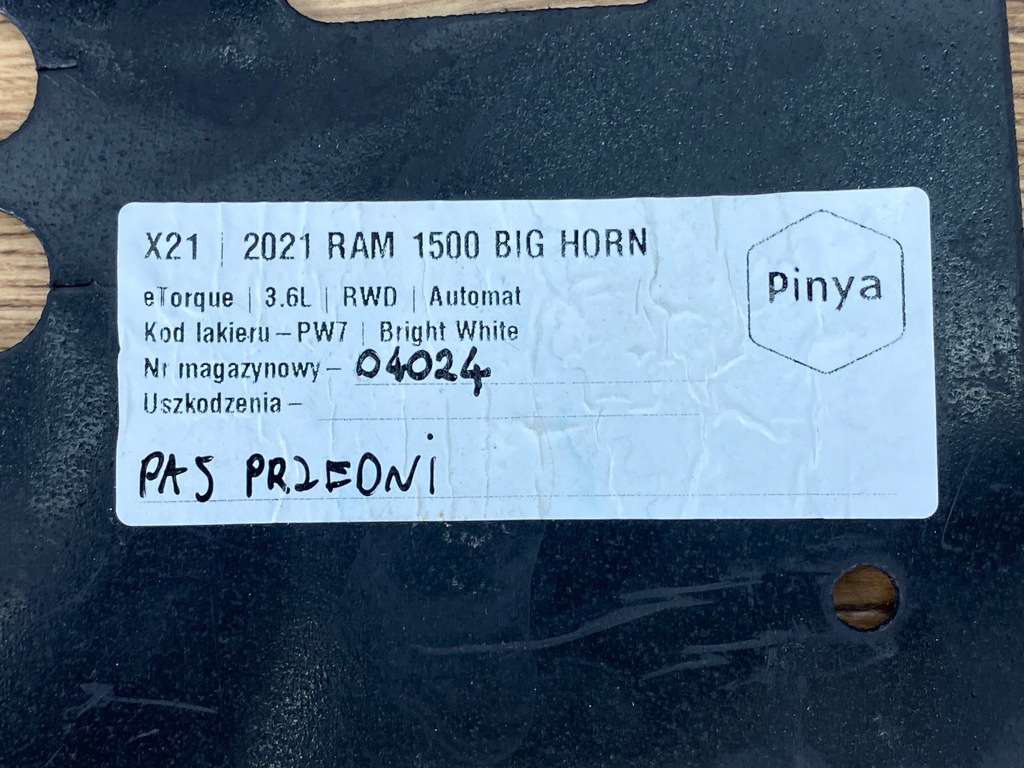 X21 | 2021 RAM 1500 BIG HORN
Pinya
eTorque | 3.6L | RWD | Automat
Kod lakieru – PW7 | Bright White
Nr magazynowy – 04024
Uszkodzenia –
PAS PRZEDNI